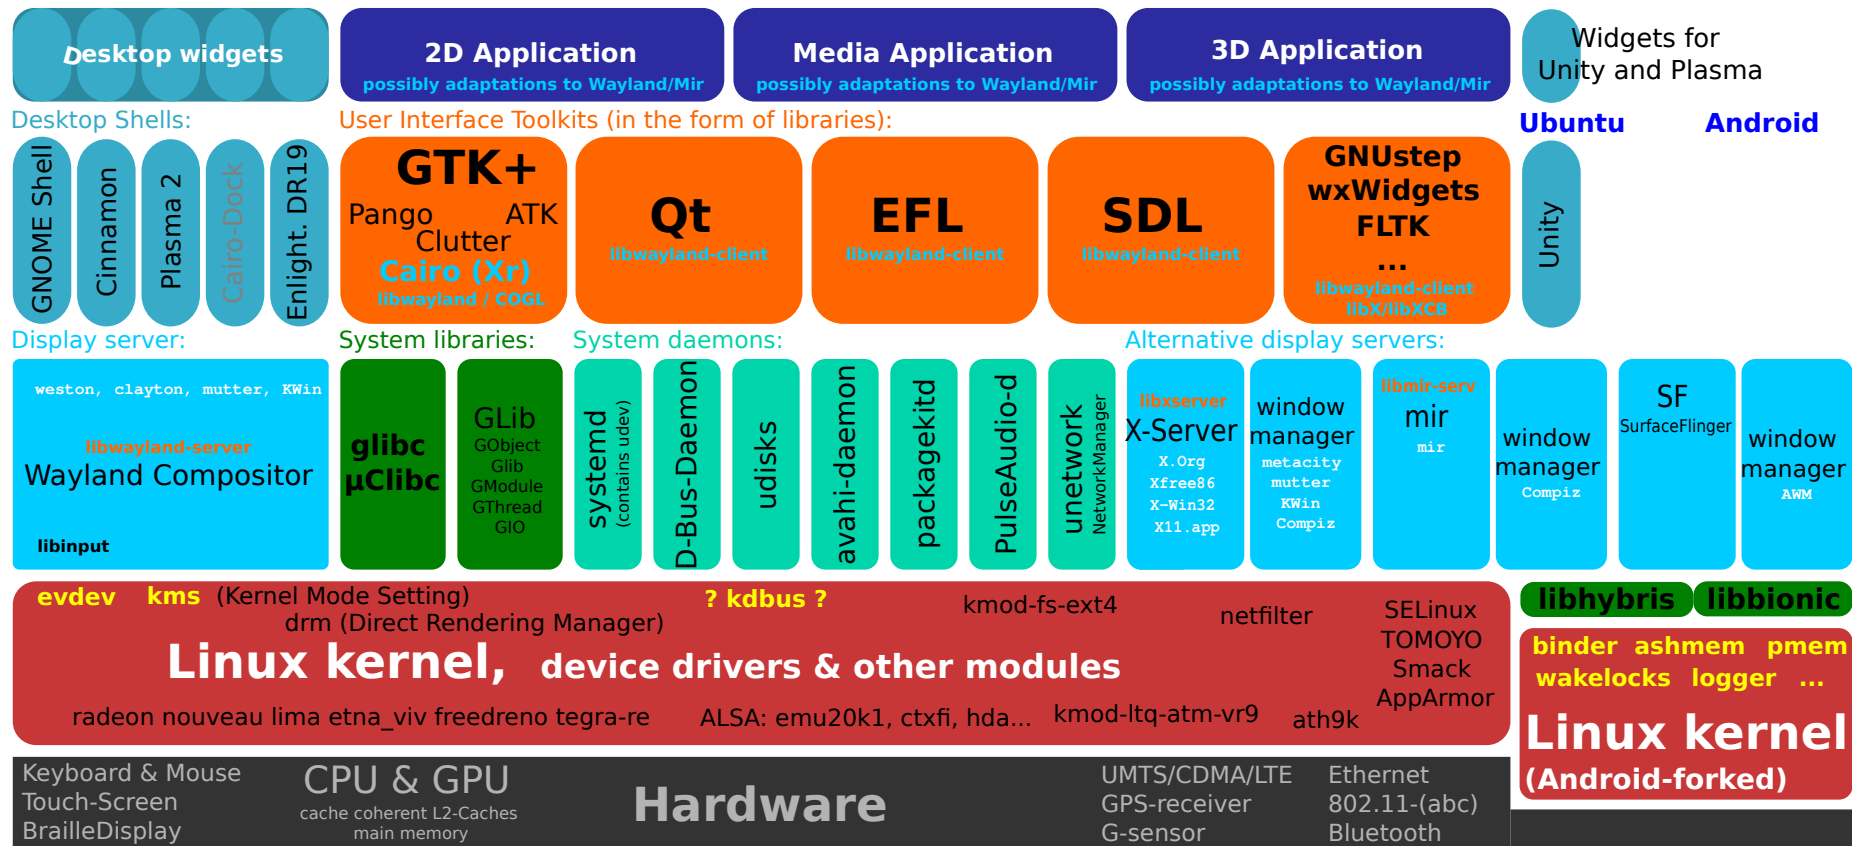 Desktop widgets
2D Application
possibly adaptations to Wayland/Mir
Media Application
possibly adaptations to Wayland/Mir
3D Application
possibly adaptations to Wayland/Mir
Widgets for
Unity and Plasma
Desktop Shells:
User Interface Toolkits (in the form of libraries):
Ubuntu
Android
GNOME Shell
Cinnamon
Plasma 2
Cairo-Dock
Enlight. DR19
GTK+
Pango
ATK
Clutter
Cairo (Xr)
libwayland / COGL
Qt
libwayland-client
EFL
libwayland-client
SDL
libwayland-client
GNUstep
wxWidgets
FLTK
...
libwayland-client
libX/libXCB
Unity
Display server:
System libraries:
System daemons:
Alternative display servers:
weston, clayton, mutter, KWin
libwayland-server
Wayland Compositor
libinput
glibc
µClibc
GLib
GObject
Glib
GModule
GThread
GIO
systemd
(contains udev)
D-Bus-Daemon
udisks
avahi-daemon
packagekitd
PulseAudio-d
unetwork
NetworkManager
libxserver
X-Server
X.Org
Xfree86
X-Win32
X11.app
window
manager
metacity
mutter
KWin
Compiz
libmir-serv
mir
mir
window
manager
Compiz
SF
SurfaceFlinger
window
manager
AWM
evdev
kms
(Kernel Mode Setting)
drm (Direct Rendering Manager)
? kdbus ?
kmod-fs-ext4
netfilter
SELinux
TOMOYO
Smack
AppArmor
Linux kernel, device drivers & other modules
radeon nouveau lima etna_viv freedreno tegra-re
ALSA: emu20k1, ctxfi, hda...
kmod-ltq-atm-vr9
ath9k
libhybris
libbionic
binder ashmem pmem
wakelocks logger ...
Linux kernel
(Android-forked)
Keyboard & Mouse
Touch-Screen
BrailleDisplay
CPU & GPU
cache coherent L2-Caches
main memory
Hardware
UMTS/CDMA/LTE
GPS-receiver
G-sensor
Ethernet
802.11-(abc)
Bluetooth